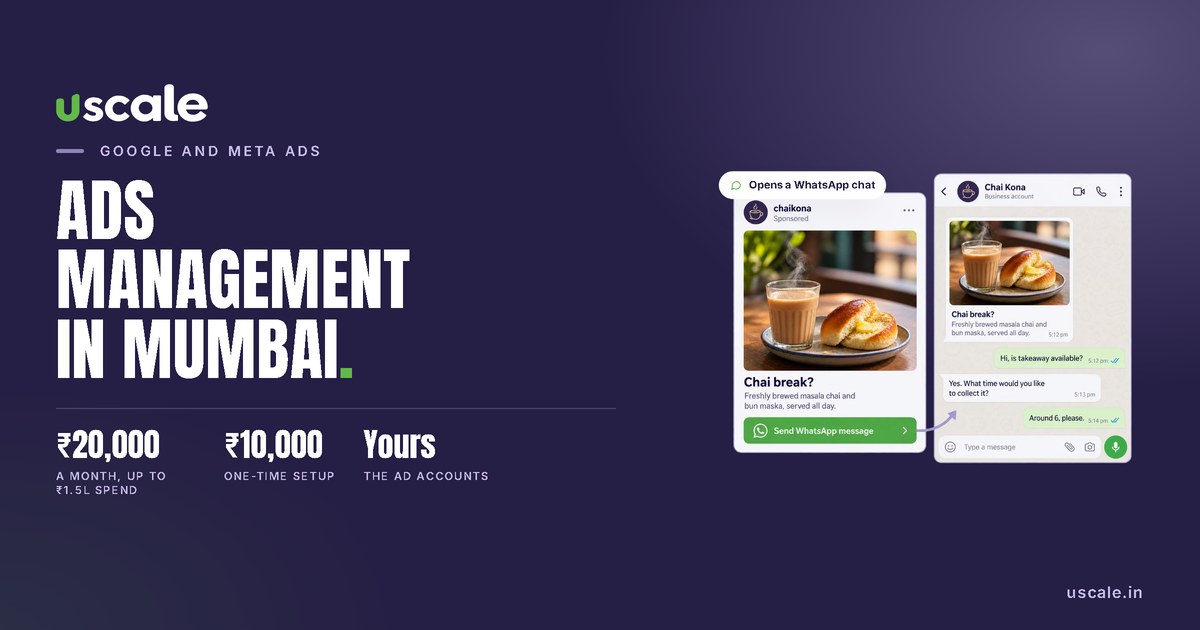 uscale
GOOGLE AND META ADS
ADS
MANAGEMENT
IN MUMBAI.
₹20,000
A MONTH, UP TO
₹1.5L SPEND
₹10,000
ONE-TIME SETUP
Yours
THE AD ACCOUNTS
Opens a WhatsApp chat
chaikona
Sponsored
Chai break?
Freshly brewed masala chai and
bun maska, served all day.
Send WhatsApp message
Chai Kona
Business account
Chai break?
Freshly brewed masala chai and
bun maska, served all day.
5:12 pm
Hi, is takeaway available? 5:12 pm
Yes. What time would you like
to collect it? 5:13 pm
Around 6, please. 5:14 pm
Type a message
uscale.in